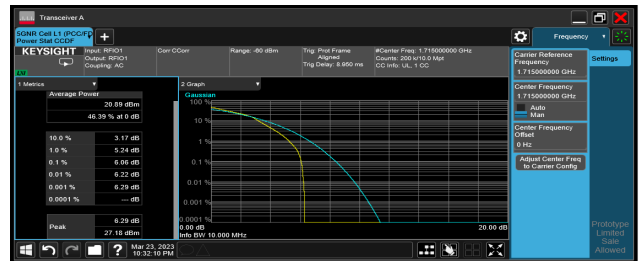 Transceiver A
5GNR Cell L1 (PCC/FD
Power Stat CCDF
Frequency
KEYSIGHT
Input: RFIO1
Output: RFIO1
Coupling: AC
Corr CCorr
Range: -60 dBm
Trig: Prot Frame
Aligned
Trig Delay: 8.950 ms
#Center Freq: 1.715000000 GHz
Counts: 200 k/10.0 Mpt
CC Info: UL, 1 CC
LU
Carrier Reference
Frequency
1.715000000 GHz
Settings
1 Metrics
2 Graph
Average Power
20.89 dBm
46.39 % at 0 dB
10.0 % 3.17 dB
1.0 % 5.24 dB
0.1 % 6.06 dB
0.01 % 6.22 dB
0.001 % 6.29 dB
0.0001 % --- dB
Peak
6.29 dB
27.18 dBm
Gaussian
100 %
10 %
1 %
0.1 %
0.01 %
0.001 %
0.0001 %
0.00 dB
20.00 dB
Info BW 10.000 MHz
Center Frequency
1.715000000 GHz
Auto
Man
Center Frequency
Offset
0 Hz
Adjust Center Freq
to Carrier Config
Prototype
Limited
Sale
Allowed
?
Mar 23, 2023
10:32:10 PM